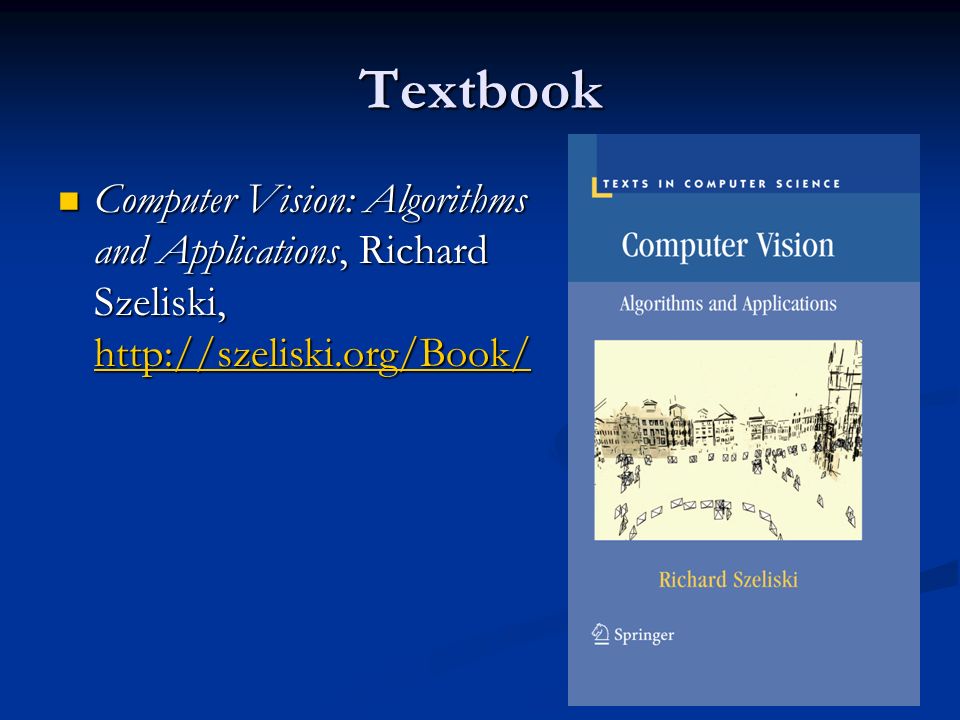 Textbook
Computer Vision: Algorithms
and Applications, Richard
Szeliski,
http://szeliski.org/Book/
TEXTS IN COMPUTER SCIENCE
Computer Vision
Algorithms and Applications
Richard Szeliski
Springer